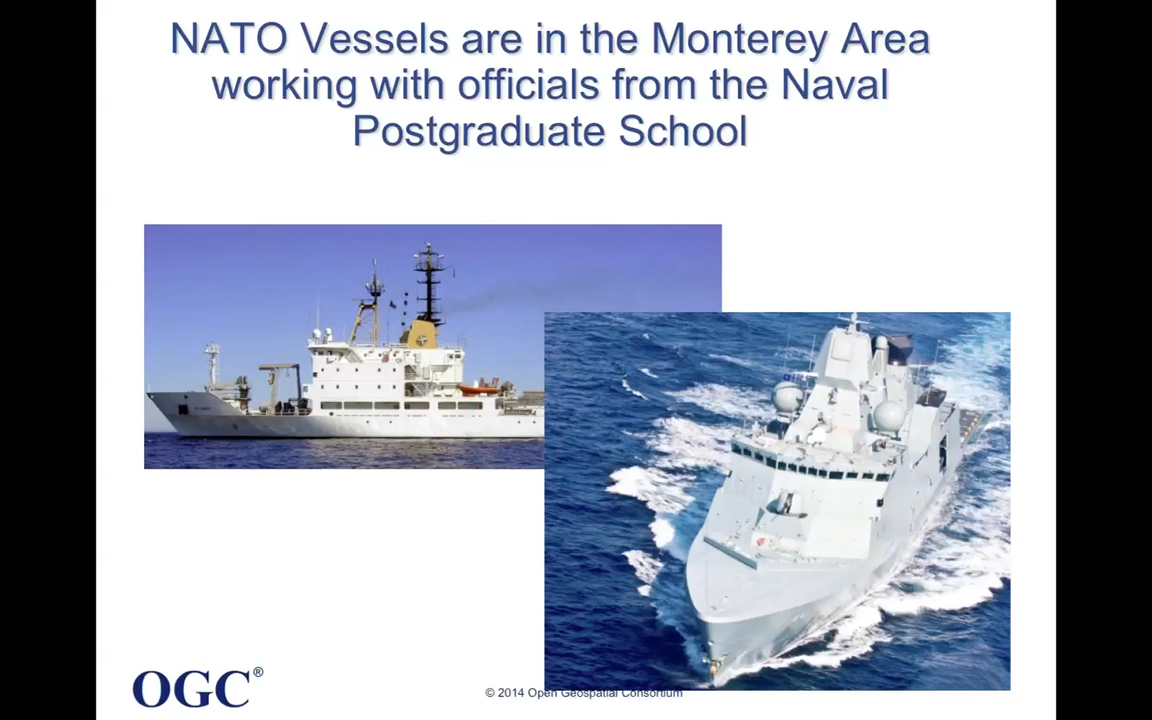 NATO Vessels are in the Monterey Area
working with officials from the Naval
Postgraduate School
OGC®
© 2014 Open Geospatial Consortium